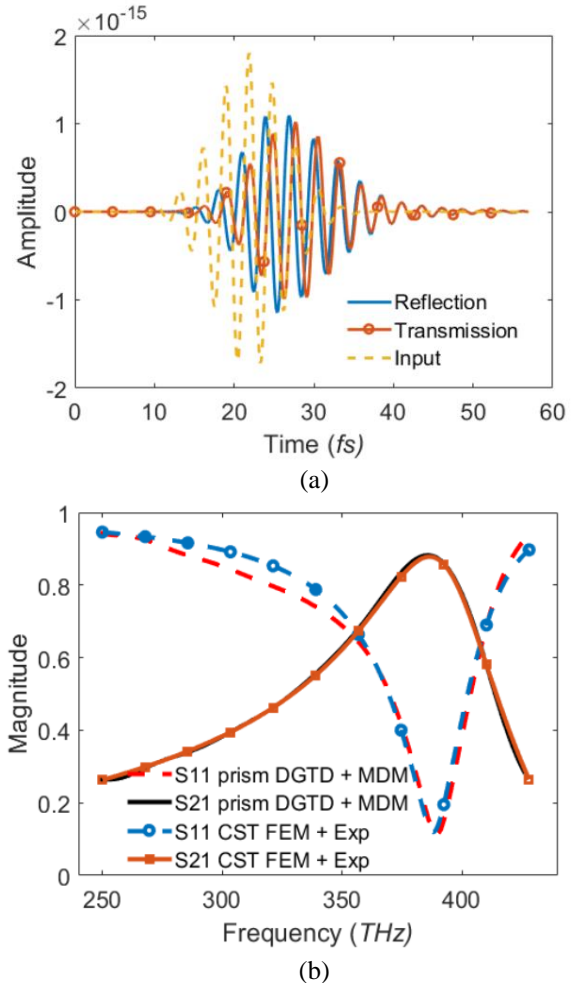 ×10⁻¹⁵
2
1
0
-1
-2
Amplitude
Reflection
Transmission
Input
0 10 20 30 40 50 60
Time (fs)
(a)
1
0.8
0.6
0.4
0.2
0
Magnitude
S11 prism DGTD + MDM
S21 prism DGTD + MDM
S11 CST FEM + Exp
S21 CST FEM + Exp
250 300 350 400
Frequency (THz)
(b)